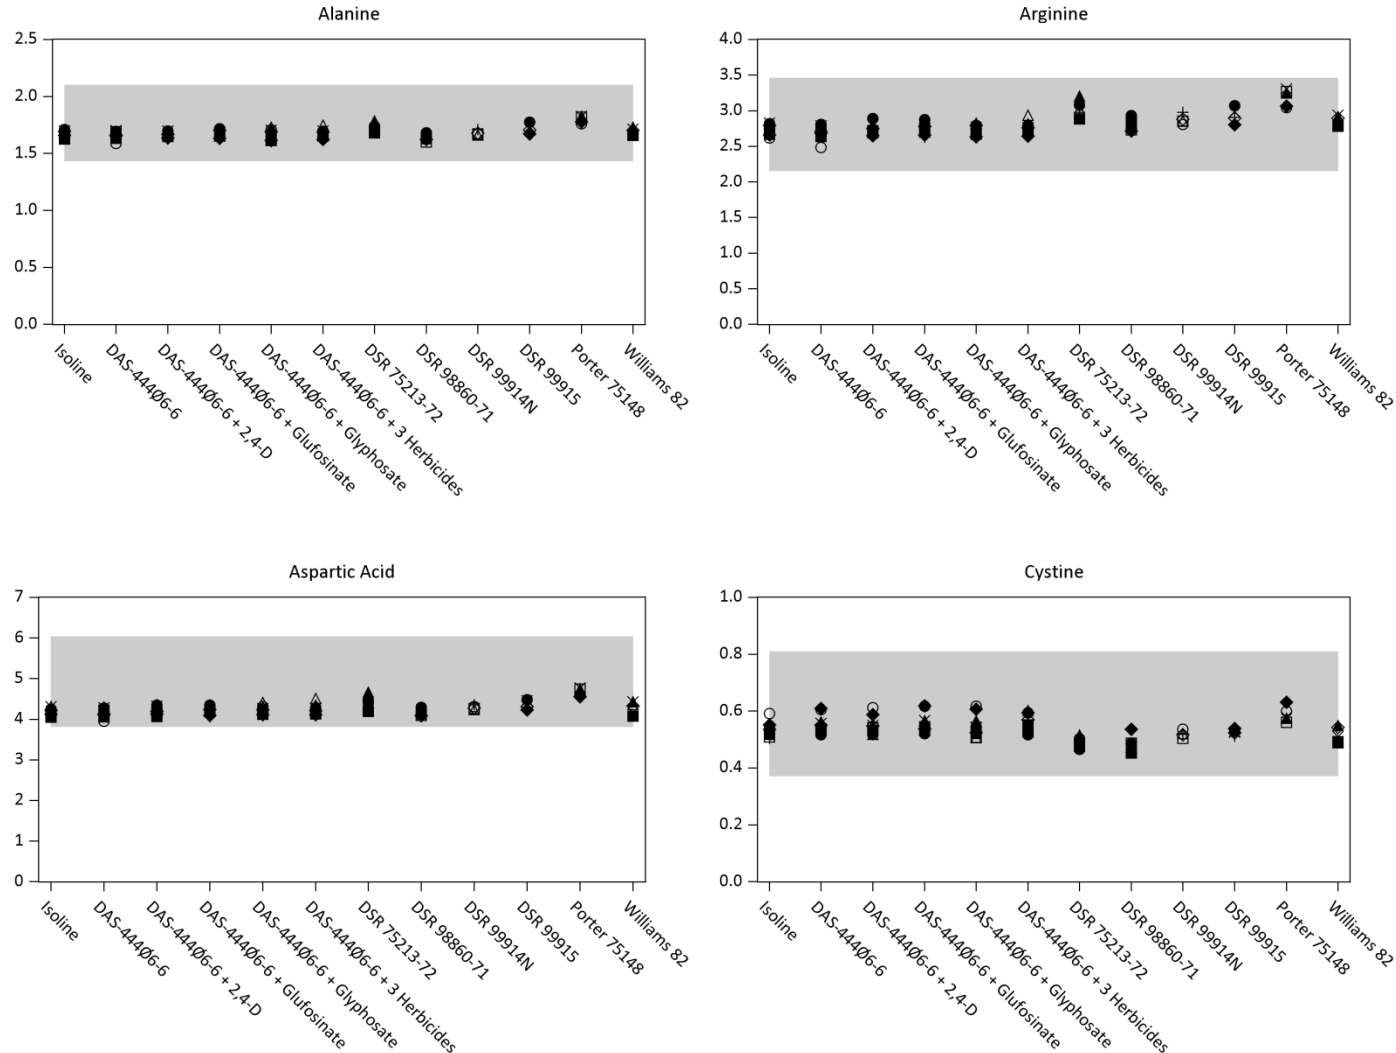 Alanine
2.5
2.0
1.5
1.0
0.5
0.0
Isoline
DAS-444Ø6-6
DAS-444Ø6-6 + 2,4-D
DAS-444Ø6-6 + Glufosinate
DAS-444Ø6-6 + Glyphosate
DAS-444Ø6-6 + 3 Herbicides
DSR 75213-72
DSR 98860-71
DSR 99914N
DSR 99915
Porter 75148
Williams 82
Arginine
4.0
3.5
3.0
2.5
2.0
1.5
1.0
0.5
0.0
Isoline
DAS-444Ø6-6
DAS-444Ø6-6 + 2,4-D
DAS-444Ø6-6 + Glufosinate
DAS-444Ø6-6 + Glyphosate
DAS-444Ø6-6 + 3 Herbicides
DSR 75213-72
DSR 98860-71
DSR 99914N
DSR 99915
Porter 75148
Williams 82
Aspartic Acid
7
6
5
4
3
2
1
0
Isoline
DAS-444Ø6-6
DAS-444Ø6-6 + 2,4-D
DAS-444Ø6-6 + Glufosinate
DAS-444Ø6-6 + Glyphosate
DAS-444Ø6-6 + 3 Herbicides
DSR 75213-72
DSR 98860-71
DSR 99914N
DSR 99915
Porter 75148
Williams 82
Cystine
1.0
0.8
0.6
0.4
0.2
0.0
Isoline
DAS-444Ø6-6
DAS-444Ø6-6 + 2,4-D
DAS-444Ø6-6 + Glufosinate
DAS-444Ø6-6 + Glyphosate
DAS-444Ø6-6 + 3 Herbicides
DSR 75213-72
DSR 98860-71
DSR 99914N
DSR 99915
Porter 75148
Williams 82